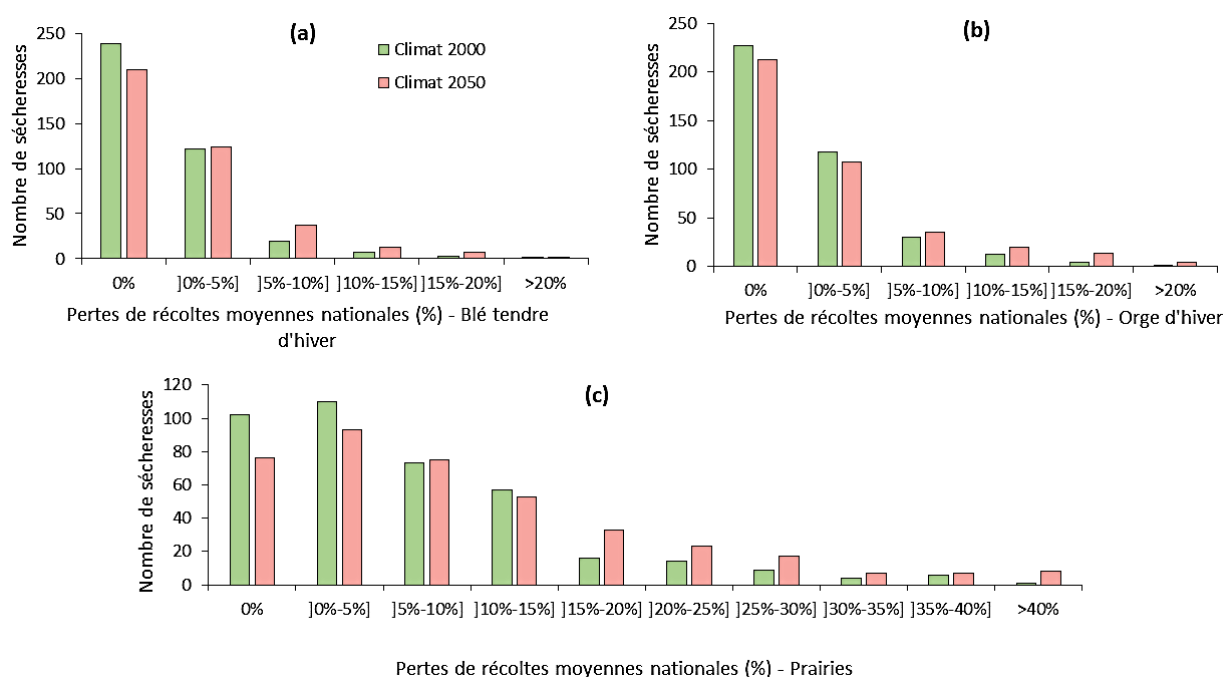 (a)
Climat 2000
Climat 2050
Nombre de sécheresses
250
200
150
100
50
0
0% ]0%-5%] ]5%-10%] ]10%-15%] ]15%-20%] >20%
Pertes de récoltes moyennes nationales (%) - Blé tendre
d'hiver
(b)
Nombre de sécheresses
250
200
150
100
50
0
0% ]0%-5%] ]5%-10%] ]10%-15%] ]15%-20%] >20%
Pertes de récoltes moyennes nationales (%) - Orge d'hiver
(c)
Nombre de sécheresses
120
100
80
60
40
20
0
0% ]0%-5%] ]5%-10%] ]10%-15%] ]15%-20%] ]20%-25%] ]25%-30%] ]30%-35%] ]35%-40%] >40%
Pertes de récoltes moyennes nationales (%) - Prairies